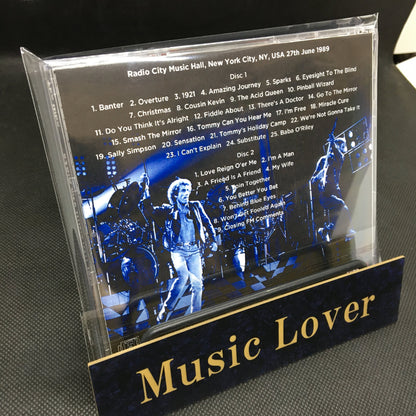 Radio City Music Hall, New York City, NY, USA 27th June 1989
Disc 1
1. Banter 2. Overture 3. 1921 4. Amazing Journey 5. Sparks 6. Eyesight To The Blind
7. Christmas 8. Cousin Kevin 9. The Acid Queen 10. Pinball Wizard
11. Do You Think It's Alright 12. Fiddle About 13. There's A Doctor 14. Go To The Mirror
15. Smash The Mirror 16. Tommy Can You Hear Me 17. I'm Free 18. Miracle Cure
19. Sally Simpson 20. Sensation 21. Tommy's Holiday Camp 22. We're Not Gonna Take It
23. I Can't Explain 24. Substitute 25. Baba O'Riley
Disc 2
1. Love Reign O'er Me 2. I'm A Man
3. A Friend Is A Friend 4. My Wife
5. Join Together
6. You Better You Bet
7. Behind Blue Eyes
8. Won't Get Fooled Again
9. Closing FM Comments
Music Lover